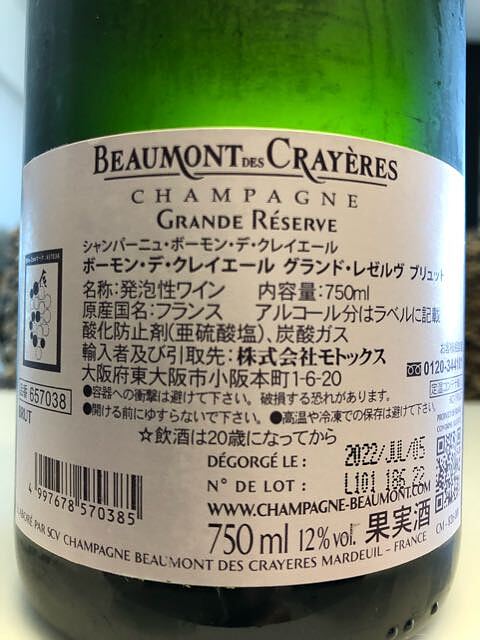 BEAUMONT DES CRAYÈRES
CHAMPAGNE
GRANDE RÉSERVE
シャンパーニュ・ボーモン・デ・クレイエール
ボーモン・デ・クレイエール グランド・レゼルヴ ブリュット
名称:発泡性ワイン 内容量:750ml
原産国名:フランス アルコール分はラベルに記載
酸化防止剤(亜硫酸塩)、炭酸ガス
輸入者及び引取先:株式会社モトックス
大阪府東大阪市小阪本町1-6-20
0120-344101
品番 657038
●容器への衝撃は避けて下さい。破損する恐れがあります。
●開ける前にゆすらないで下さい。●高温や冷凍での保存は避けて下さい。
☆飲酒は20歳になってから
BRUT
DÉGORGÉ LE : 2022/JUL/05
N° DE LOT : L101 186 22
WWW.CHAMPAGNE-BEAUMONT.COM
4 997678 570385
750 ml 12% vol. 果実酒
ÉLABORÉ PAR SCV CHAMPAGNE BEAUMONT DES CRAYERES MARDEUIL - FRANCE